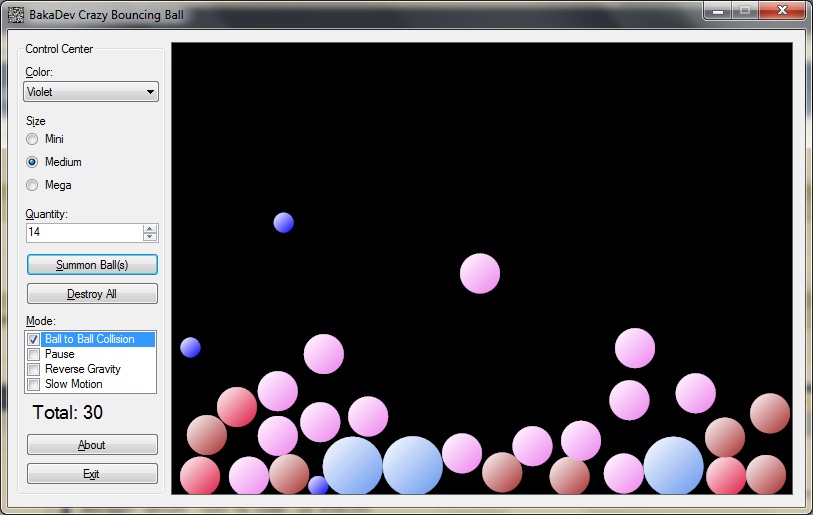 BakaDev Crazy Bouncing Ball
Control Center
Color:
Violet
Size
Mini
Medium
Mega
Quantity:
14
Summon Ball(s)
Destroy All
Mode:
Ball to Ball Collision
Pause
Reverse Gravity
Slow Motion
Total: 30
About
Exit